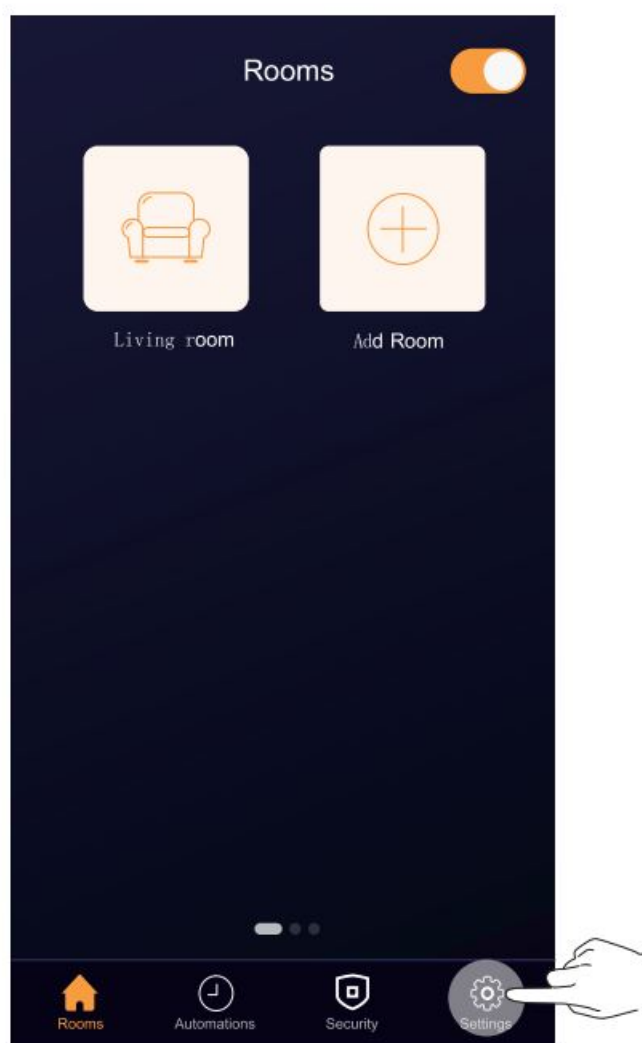 Rooms
Living room
Add Room
Rooms
Automations
Security
Settings